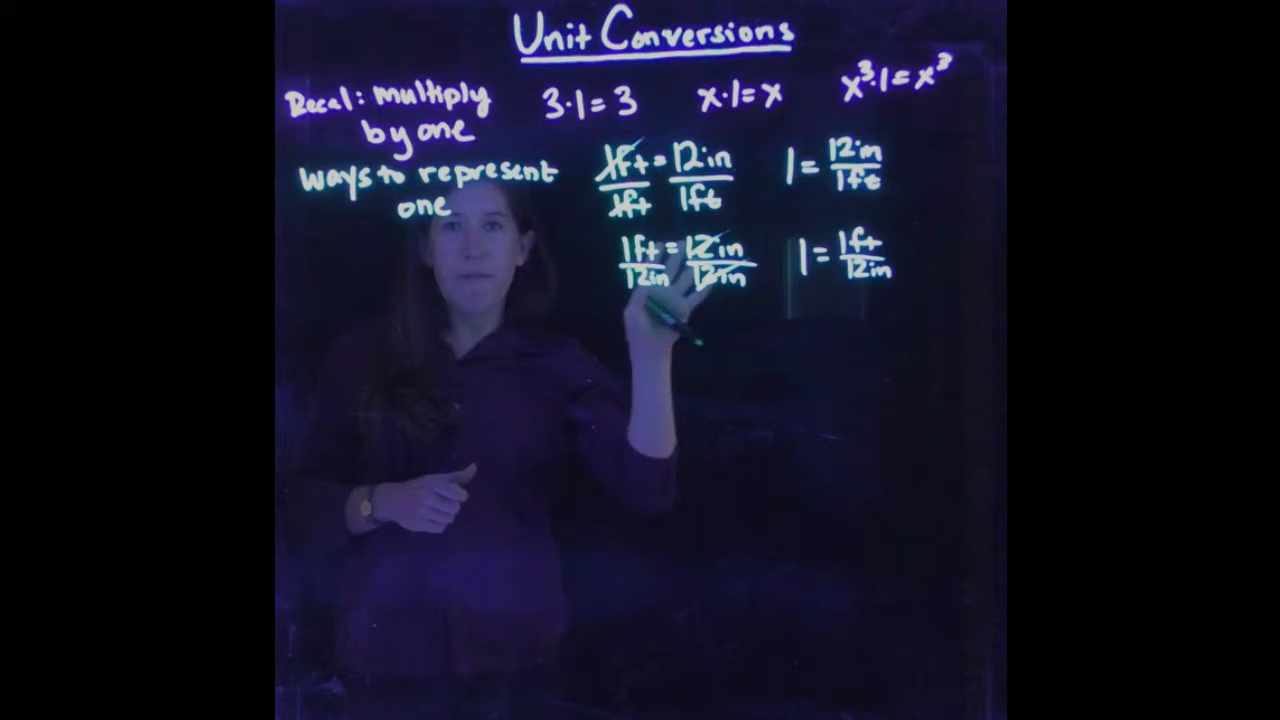 Unit Conversions
Recal: multiply by one 3·1=3 x·1=x x³·1=x³
ways to represent one
1ft/1ft = 12in/1ft 1 = 12in/1ft
1ft/12in = 12in/12in 1 = 1ft/12in